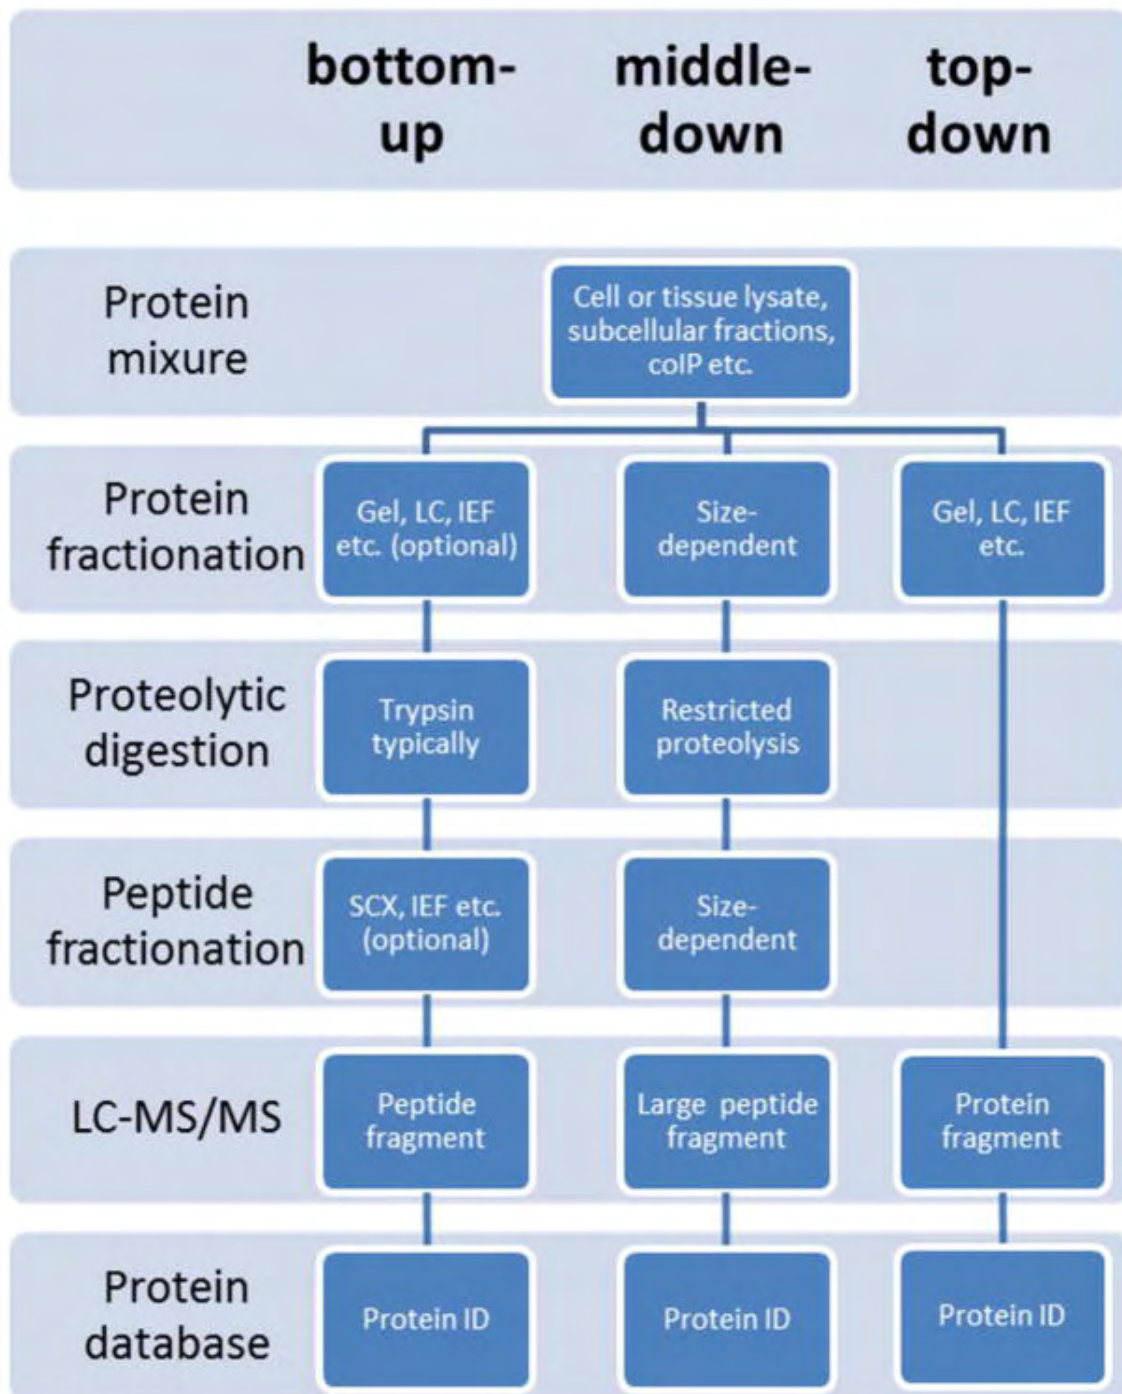 bottom-
up
middle-
down
top-
down
Protein
mixure
Cell or tissue lysate,
subcellular fractions,
coIP etc.
Protein
fractionation
Gel, LC, IEF
etc. (optional)
Size-
dependent
Gel, LC, IEF
etc.
Proteolytic
digestion
Trypsin
typically
Restricted
proteolysis
Peptide
fractionation
SCX, IEF etc.
(optional)
Size-
dependent
LC-MS/MS
Peptide
fragment
Large peptide
fragment
Protein
fragment
Protein
database
Protein ID
Protein ID
Protein ID